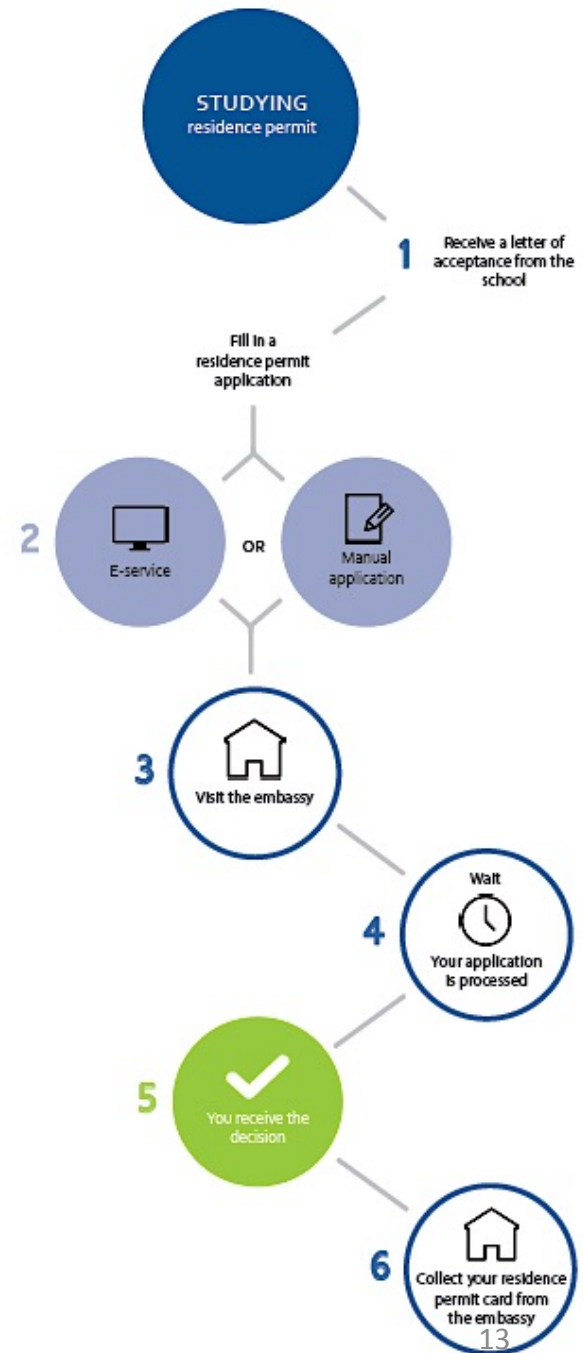 STUDYING
residence permit
1
Receive a letter of
acceptance from the
school
Fill in a
residence permit
application
2
E-service
OR
Manual
application
3
Visit the embassy
4
Wait
Your application
is processed
5
You receive the
decision
6
Collect your residence
permit card from
the embassy
13